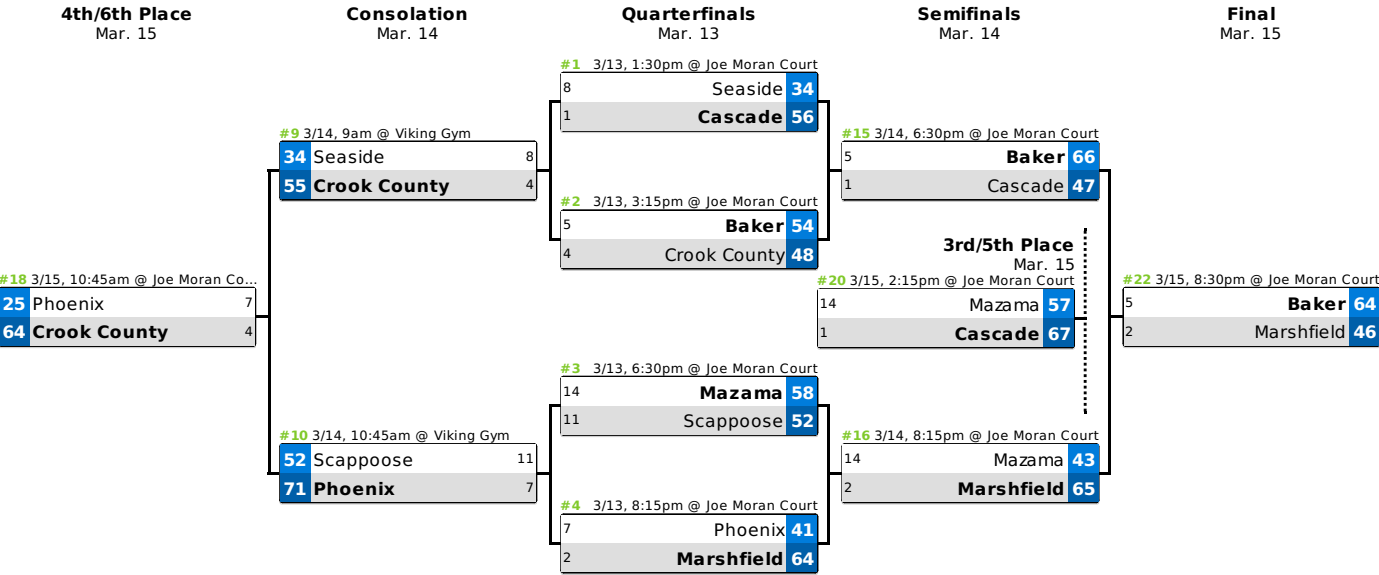 4th/6th Place
Mar. 15
Consolation
Mar. 14
Quarterfinals
Mar. 13
Semifinals
Mar. 14
Final
Mar. 15
#18 3/15, 10:45am @ Joe Moran Co...
25 Phoenix 7
64 Crook County 4
#9 3/14, 9am @ Viking Gym
34 Seaside 8
55 Crook County 4
#10 3/14, 10:45am @ Viking Gym
52 Scappoose 11
71 Phoenix 7
#1 3/13, 1:30pm @ Joe Moran Court
8 Seaside 34
1 Cascade 56
#2 3/13, 3:15pm @ Joe Moran Court
5 Baker 54
4 Crook County 48
#3 3/13, 6:30pm @ Joe Moran Court
14 Mazama 58
11 Scappoose 52
#4 3/13, 8:15pm @ Joe Moran Court
7 Phoenix 41
2 Marshfield 64
#15 3/14, 6:30pm @ Joe Moran Court
5 Baker 66
1 Cascade 47
3rd/5th Place
Mar. 15
#20 3/15, 2:15pm @ Joe Moran Court
14 Mazama 57
1 Cascade 67
#16 3/14, 8:15pm @ Joe Moran Court
14 Mazama 43
2 Marshfield 65
#22 3/15, 8:30pm @ Joe Moran Court
5 Baker 64
2 Marshfield 46